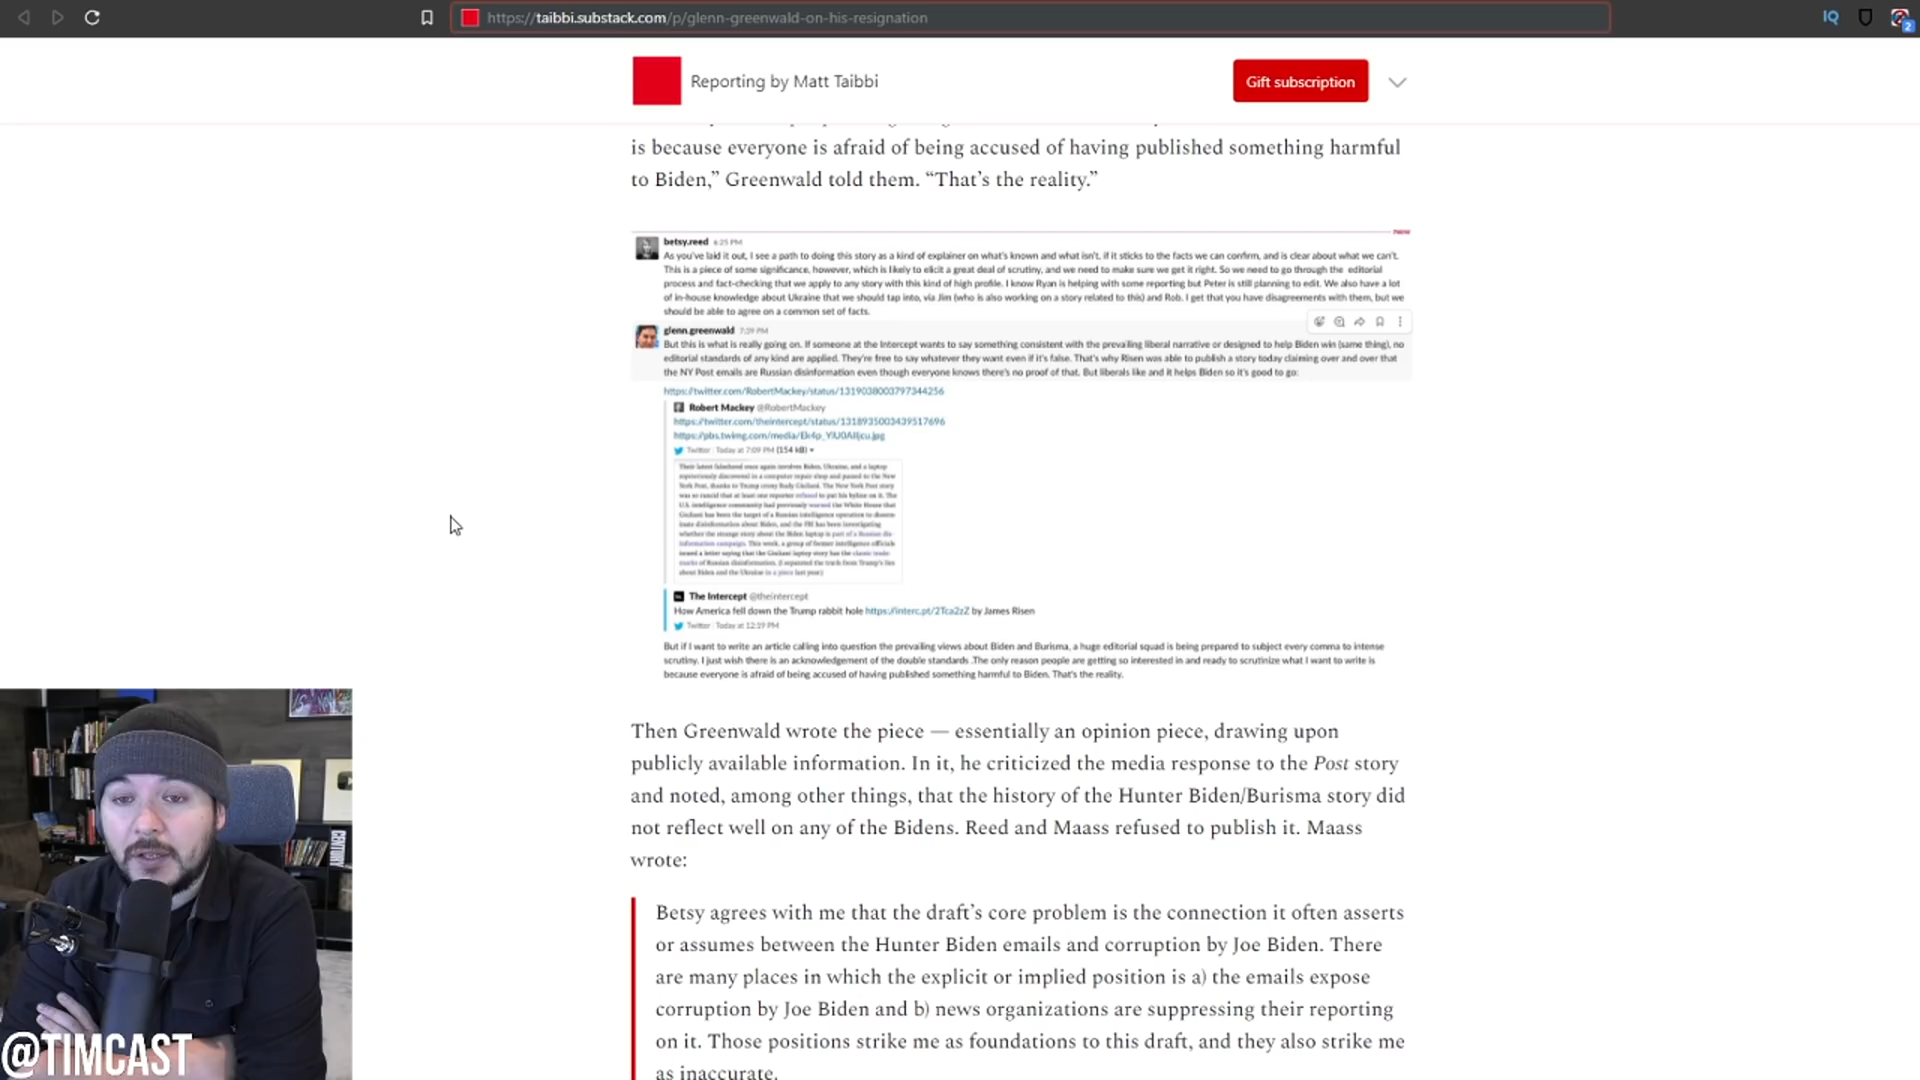 https://taibbi.substack.com/p/glenn-greenwald-on-his-resignation
IQ
2
Reporting by Matt Taibbi
Gift subscription
is because everyone is afraid of being accused of having published something harmful
to Biden,” Greenwald told them. “That’s the reality.”
New
betsy.reed 6:25 PM
As you've laid it out, I see a path to doing this story as a kind of explainer on what's known and what isn't, if it sticks to the facts we can confirm, and is clear about what we can't.
This is a piece of some significance, however, which is likely to elicit a great deal of scrutiny, and we need to make sure we get it right. So we need to go through the editorial
process and fact-checking that we apply to any story with this kind of high profile. I know Ryan is helping with some reporting but Peter is still planning to edit. We also have a lot
of in-house knowledge about Ukraine that we should tap into, via Jim (who is also working on a story related to this) and Rob. I get that you have disagreements with them, but we
should be able to agree on a common set of facts.
glenn.greenwald 7:39 PM
But this is what is really going on. If someone at the Intercept wants to say something consistent with the prevailing liberal narrative or designed to help Biden win (same thing), no
editorial standards of any kind are applied. They're free to say whatever they want even if it's false. That's why Risen was able to publish a story today claiming over and over that
the NY Post emails are Russian disinformation even though everyone knows there's no proof of that. But liberals like and it helps Biden so it's good to go:
https://twitter.com/RobertMackey/status/1319038003797344256
Robert Mackey @RobertMackey
https://twitter.com/theintercept/status/1318935003439517696
Twitter Today at 7:09 PM (154 kB)
Their latest falsehood once again involves Biden, Ukraine, and a laptop
mysteriously discovered in a computer repair shop and passed to the New
York Post, thanks to Trump crony Rudy Giuliani. The New York Post story
was so rancid that at least one reporter refused to put his byline on it. The
U.S. intelligence community had previously warned the White House that
Giuliani has been the target of a Russian intelligence operation to dissem-
inate disinformation about Biden, and the FBI has been investigating
whether the strange story about the Biden laptop is part of a Russian dis-
information campaign. This week, a group of former intelligence officials
issued a letter saying that the Giuliani laptop story has the classic trade-
marks of Russian disinformation. (I separated the truth from Trump's lies
about Biden and the Ukraine in a piece last year.)
The Intercept @theintercept
How America fell down the Trump rabbit hole https://interc.pt/2Tca2zZ by James Risen
Twitter Today at 12:19 PM
But if I want to write an article calling into question the prevailing views about Biden and Burisma, a huge editorial squad is being prepared to subject every comma to intense
scrutiny. I just wish there is an acknowledgement of the double standards .The only reason people are getting so interested in and ready to scrutinize what I want to write is
because everyone is afraid of being accused of having published something harmful to Biden. That's the reality.
Then Greenwald wrote the piece — essentially an opinion piece, drawing upon
publicly available information. In it, he criticized the media response to the Post story
and noted, among other things, that the history of the Hunter Biden/Burisma story did
not reflect well on any of the Bidens. Reed and Maass refused to publish it. Maass
wrote:
Betsy agrees with me that the draft’s core problem is the connection it often asserts
or assumes between the Hunter Biden emails and corruption by Joe Biden. There
are many places in which the explicit or implied position is a) the emails expose
corruption by Joe Biden and b) news organizations are suppressing their reporting
on it. Those positions strike me as foundations to this draft, and they also strike me
as inaccurate.
@TIMCAST